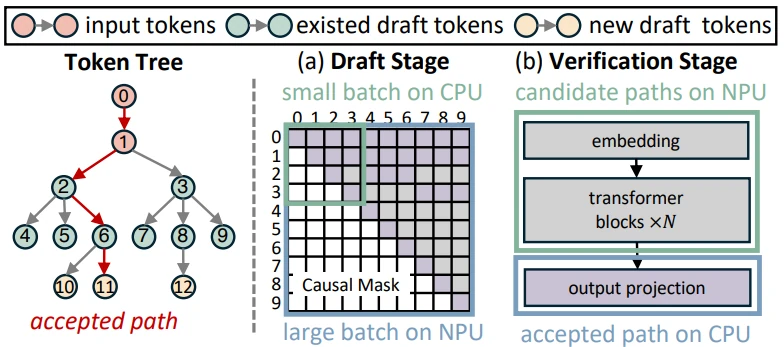 input tokens existed draft tokens new draft tokens
Token Tree
0
1
2 3
4 5 6 7 8 9
10 11 12
accepted path
(a) Draft Stage
small batch on CPU
0 1 2 3 4 5 6 7 8 9
0
1
2
3
4
5
6
7
8
9
Causal Mask
large batch on NPU
(b) Verification Stage
candidate paths on NPU
embedding
transformer
blocks ×N
output projection
accepted path on CPU